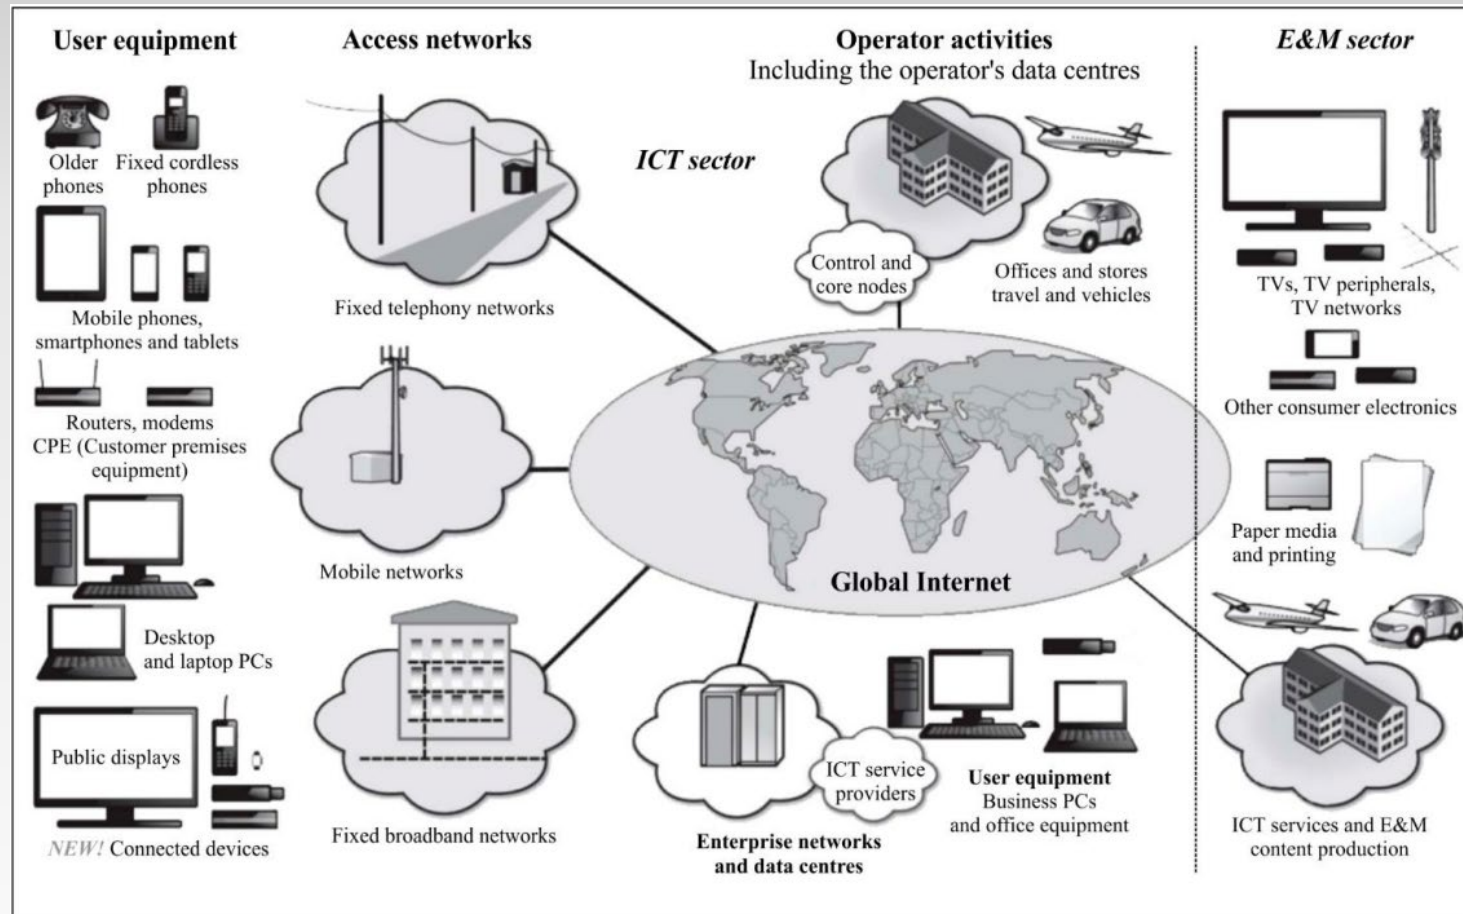 User equipment
Older
phones
Fixed cordless
phones
Mobile phones,
smartphones and tablets
Routers, modems
CPE (Customer premises
equipment)
Desktop
and laptop PCs
Public displays
NEW! Connected devices
Access networks
Fixed telephony networks
Mobile networks
Fixed broadband networks
ICT sector
Operator activities
Including the operator's data centres
Control and
core nodes
Offices and stores
travel and vehicles
Global Internet
ICT service
providers
Enterprise networks
and data centres
User equipment
Business PCs
and office equipment
E&M sector
TVs, TV peripherals,
TV networks
Other consumer electronics
Paper media
and printing
ICT services and E&M
content production